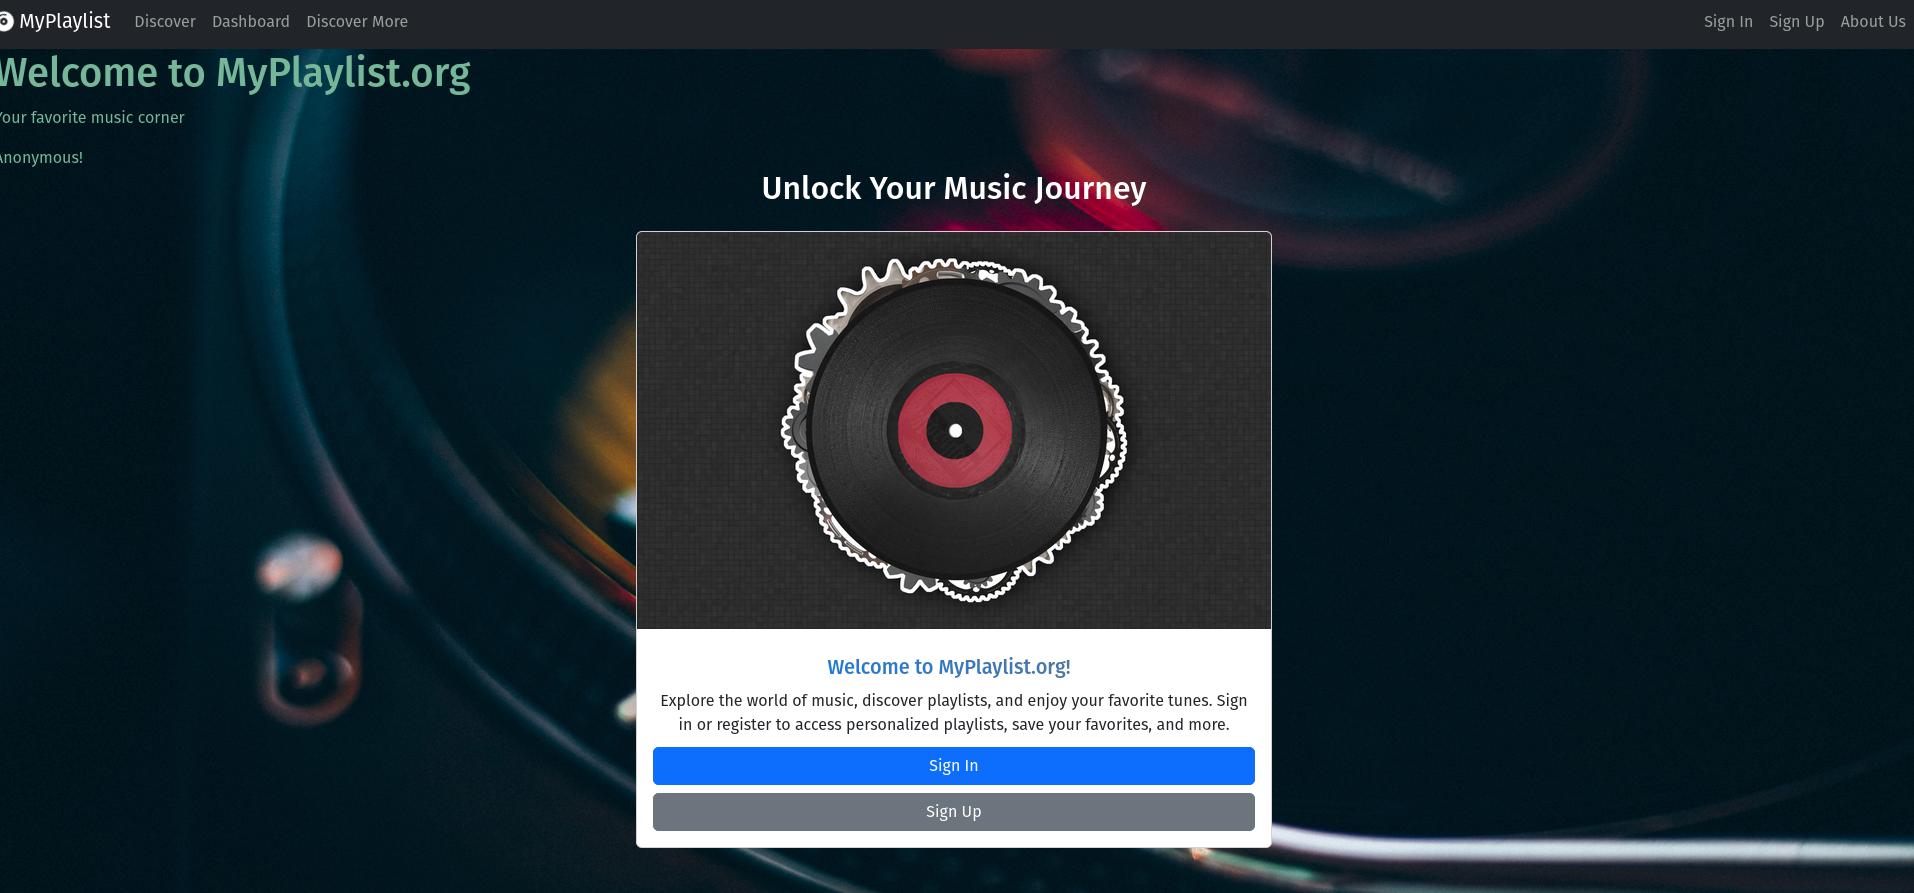 MyPlaylist Discover Dashboard Discover More Sign In Sign Up About Us
Welcome to MyPlaylist.org
Your favorite music corner
Anonymous!
Unlock Your Music Journey
Welcome to MyPlaylist.org!
Explore the world of music, discover playlists, and enjoy your favorite tunes. Sign
in or register to access personalized playlists, save your favorites, and more.
Sign In
Sign Up